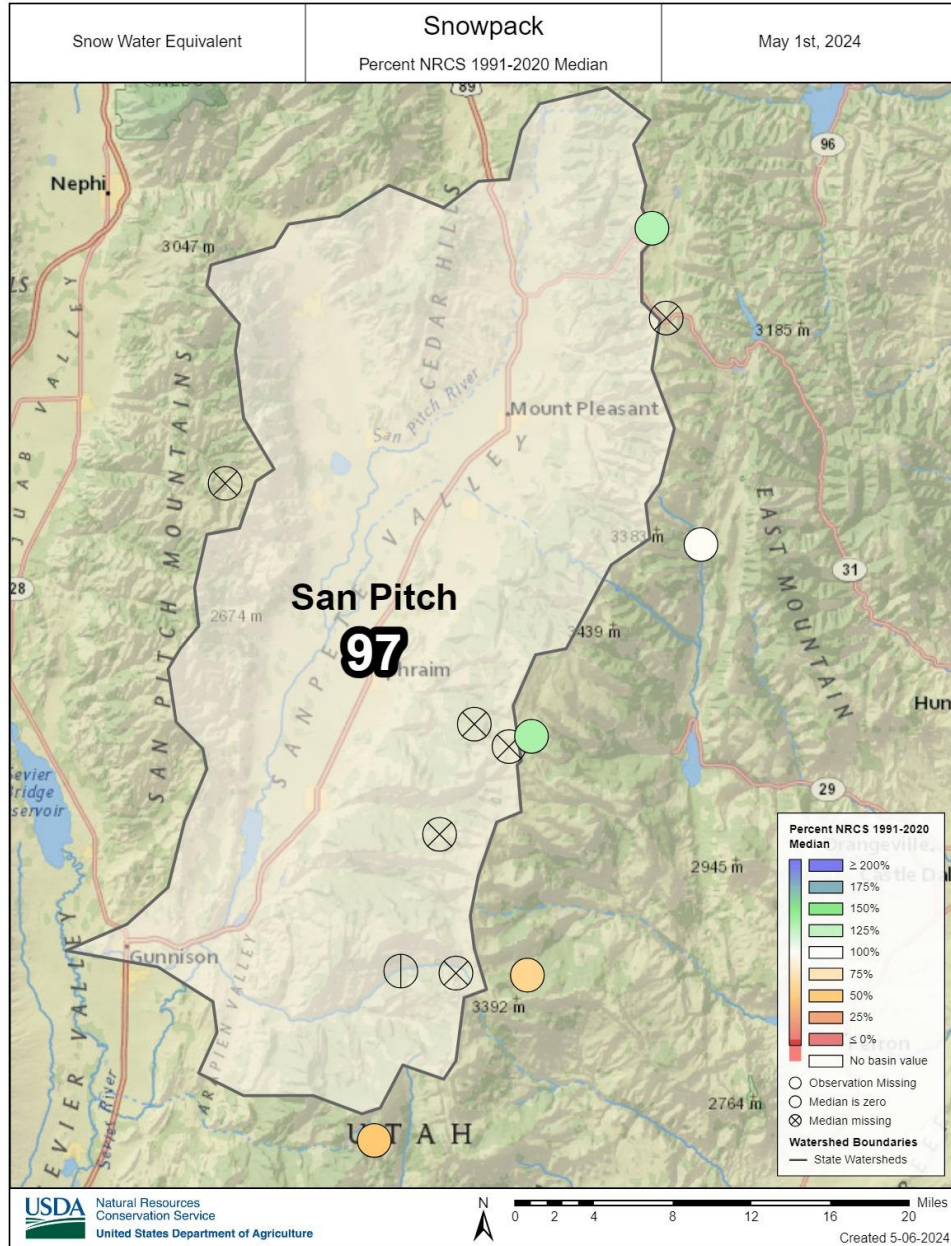 Snow Water Equivalent
Snowpack
Percent NRCS 1991-2020 Median
May 1st, 2024
89
96
Nephi
3047 m
CEDAR HILLS
JUAB VALLEY
3185 m
San Pitch River
Mount Pleasant
SAN PITCH MOUNTAINS
SANPETE VALLEY
EAST MOUNTAIN
3383 m
31
28
San Pitch
97
2674 m
3439 m
phraim
Hun
evier
ridge
servoir
29
2945 m
Gunnison
ARAPIEN VALLEY
3392 m
2764 m
EVIER VALLEY
Sevier River
UTAH
Percent NRCS 1991-2020
Median
≥ 200%
175%
150%
125%
100%
75%
50%
25%
≤ 0%
No basin value
Observation Missing
Median is zero
Median missing
Watershed Boundaries
State Watersheds
USDA
Natural Resources
Conservation Service
United States Department of Agriculture
N
0 2 4 8 12 16 20 Miles
Created 5-06-2024